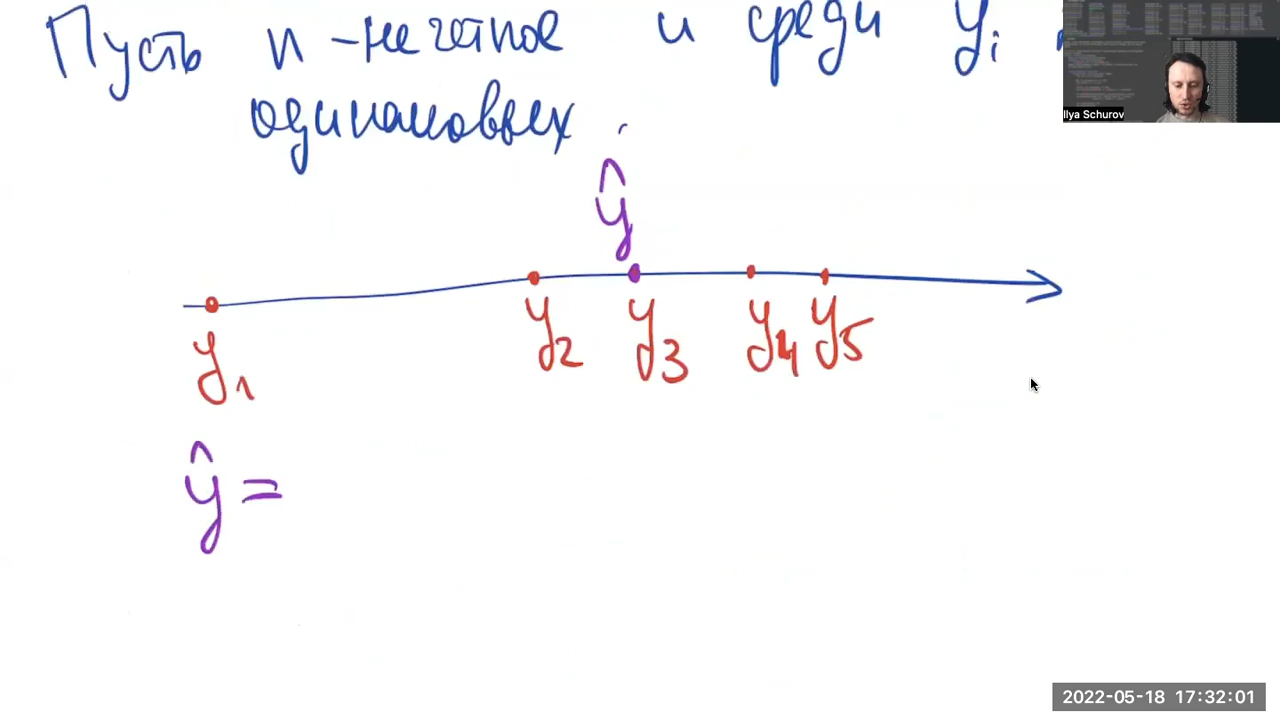 Пусть n - нечетное и среди yᵢ
одинаковых.
ŷ
y₁ y₂ y₃ y₄ y₅
ŷ =
Ilya Schurov
2022-05-18 17:32:01